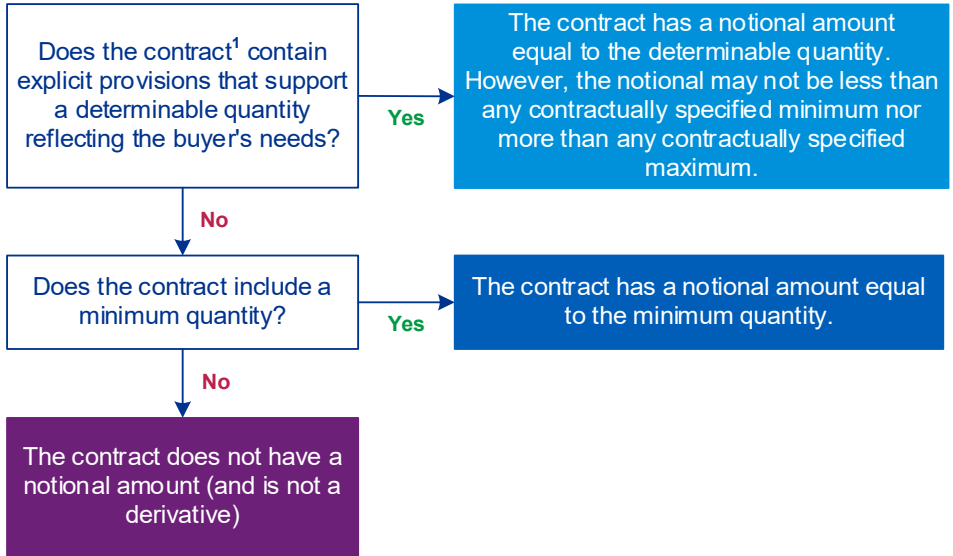 Does the contract¹ contain
explicit provisions that support
a determinable quantity
reflecting the buyer's needs?
Yes
The contract has a notional amount
equal to the determinable quantity.
However, the notional may not be less than
any contractually specified minimum nor
more than any contractually specified
maximum.
No
Does the contract include a
minimum quantity?
Yes
The contract has a notional amount equal
to the minimum quantity.
No
The contract does not have a
notional amount (and is not a
derivative)